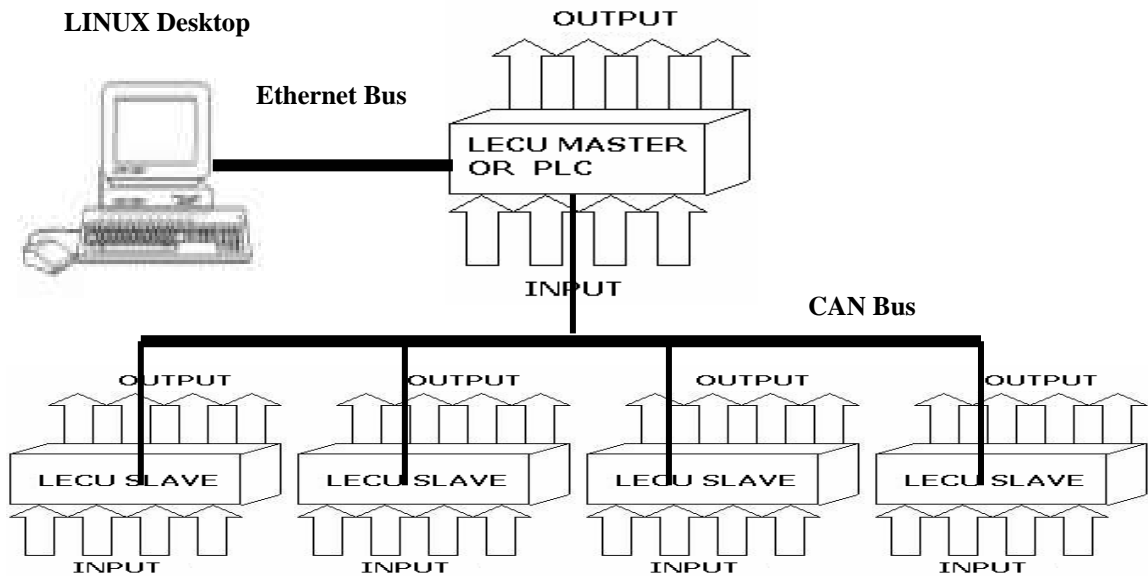 OUTPUT
LINUX Desktop
Ethernet Bus
LECU MASTER
OR PLC
INPUT
CAN Bus
OUTPUT
OUTPUT
OUTPUT
OUTPUT
LECU SLAVE
LECU SLAVE
LECU SLAVE
LECU SLAVE
INPUT
INPUT
INPUT
INPUT